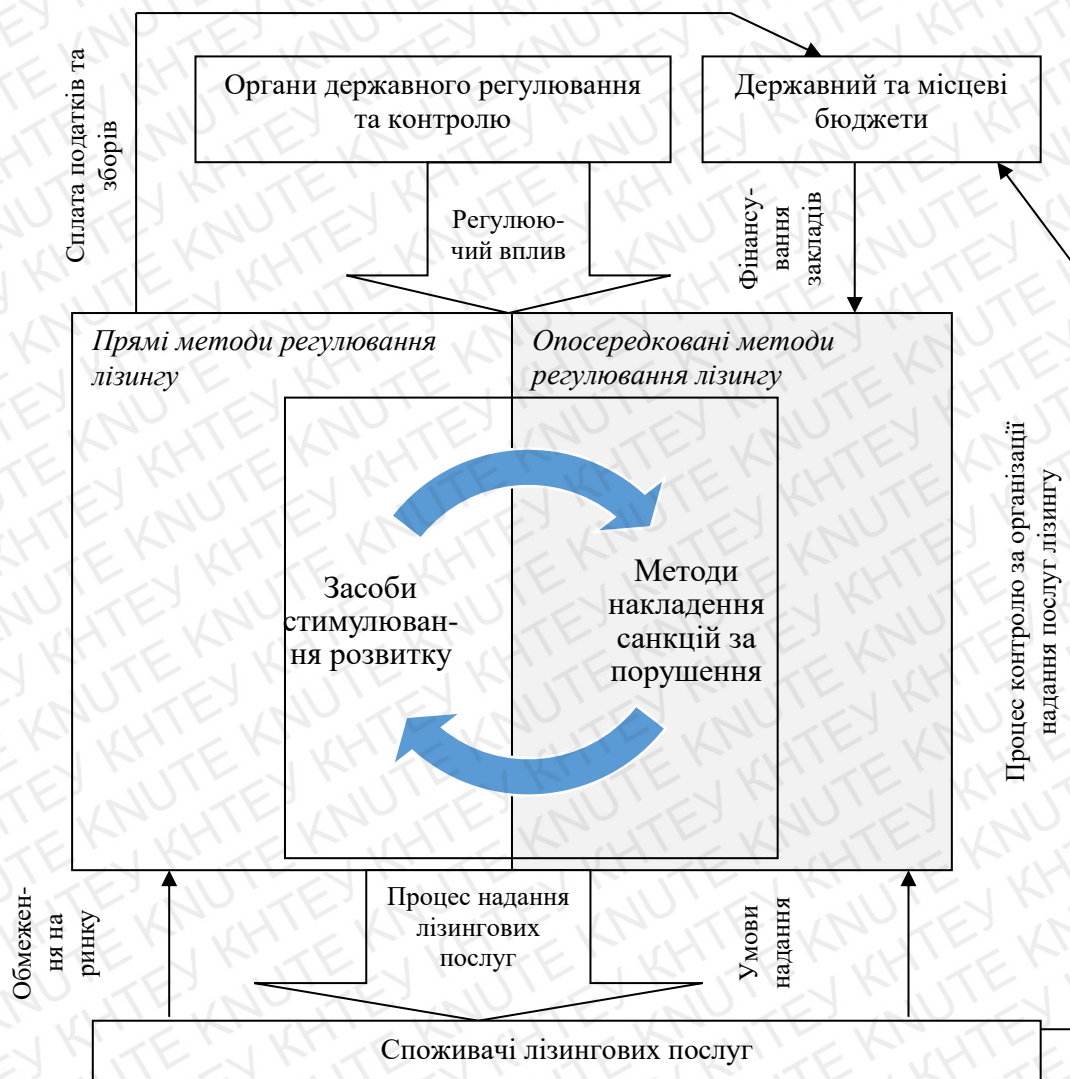 Сплата податків та
зборів
Органи державного регулювання
та контролю
Державний та місцеві
бюджети
Регулюю-
чий вплив
Фінансу-
вання
закладів
Прямі методи регулювання
лізингу
Опосередковані методи
регулювання лізингу
Засоби
стимулюван-
ня розвитку
Методи
накладення
санкцій за
порушення
Процес контролю за організації
надання послуг лізингу
Обмежен-
ня на
ринку
Процес надання
лізингових
послуг
Умови
надання
Споживачі лізингових послуг
KNUTE КНТЕУ